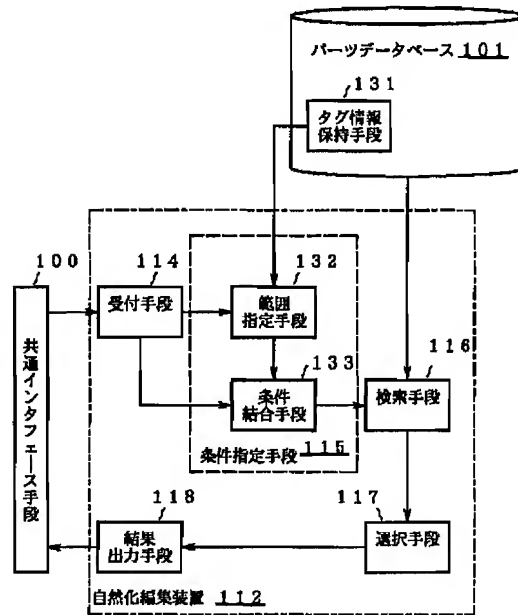 パーツデータベース 101
131
タグ情報
保持手段
100
114
132
受付手段
範囲
指定手段
133
116
条件
結合手段
検索手段
条件指定手段 115
共通インタフェース手段
118
117
結果
出力手段
選択手段
自然化編集装置 112